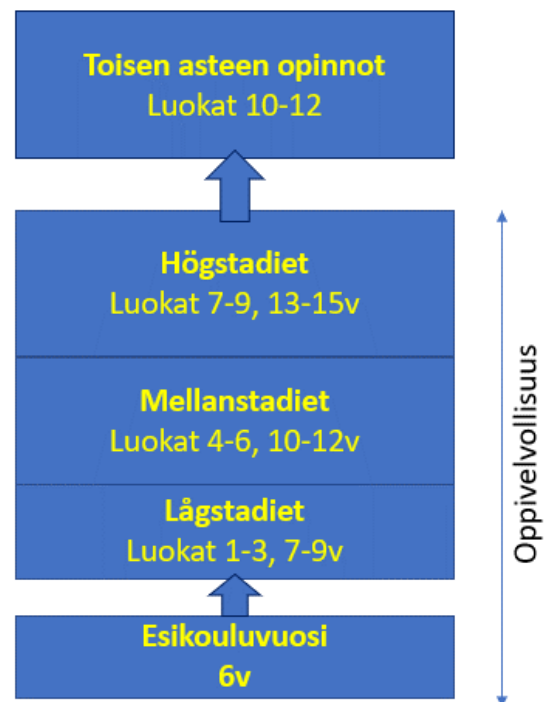 Toisen asteen opinnot
Luokat 10-12
Högstadiet
Luokat 7-9, 13-15v
Mellanstadiet
Luokat 4-6, 10-12v
Lågstadiet
Luokat 1-3, 7-9v
Esikouluvuosi
6v
Oppivelvollisuus